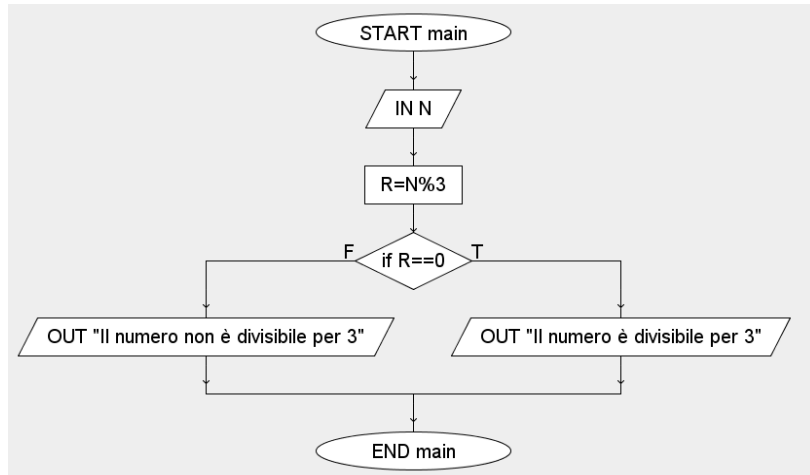 START main
IN N
R=N%3
F
if R==0
T
OUT "Il numero non è divisibile per 3"
OUT "Il numero è divisibile per 3"
END main